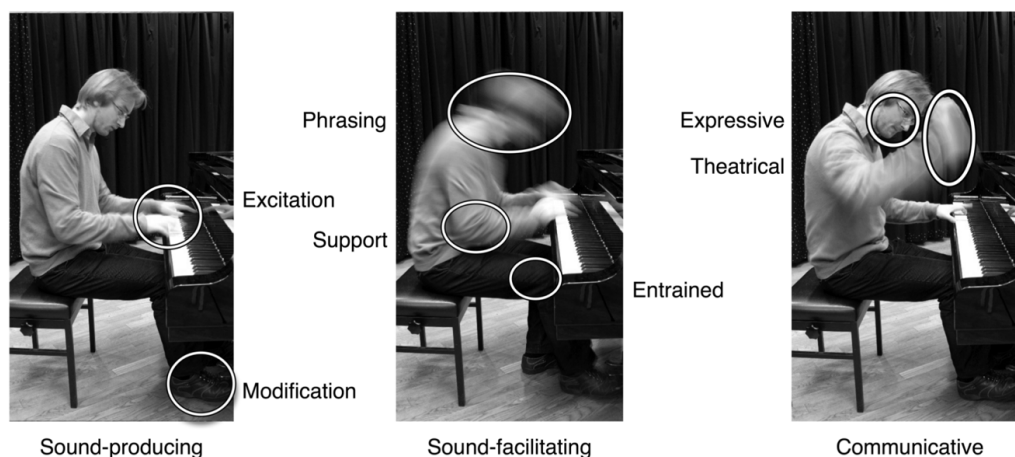 Phrasing
Expressive
Theatrical
Excitation
Support
Entrained
Modification
Sound-producing
Sound-facilitating
Communicative